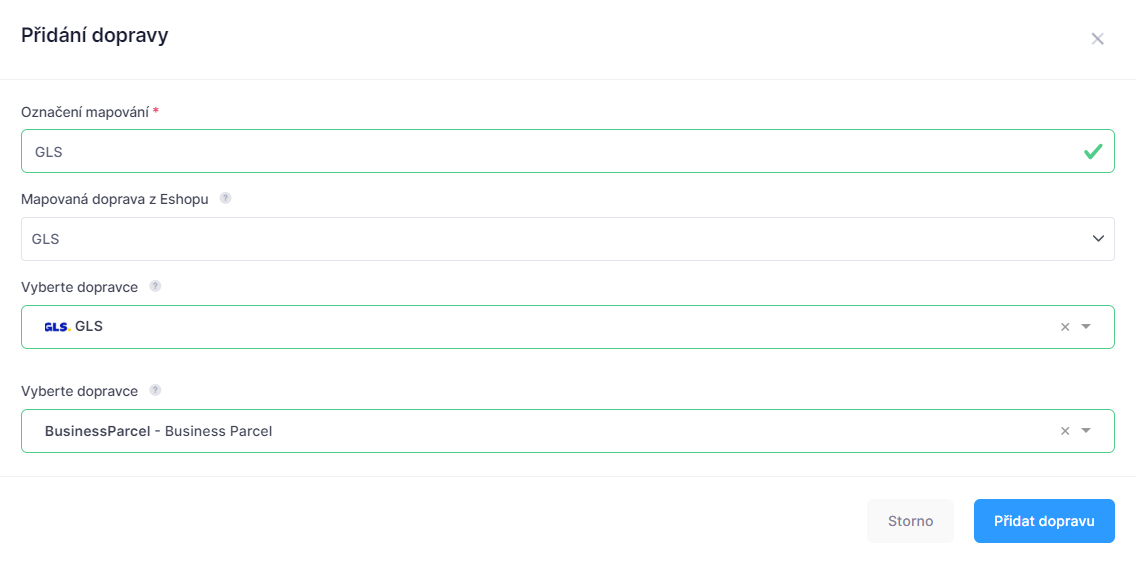 Přidání dopravy
Označení mapování *
GLS
Mapovaná doprava z Eshopu ?
GLS
Vyberte dopravce ?
GLS. GLS
Vyberte dopravce ?
BusinessParcel - Business Parcel
Storno
Přidat dopravu